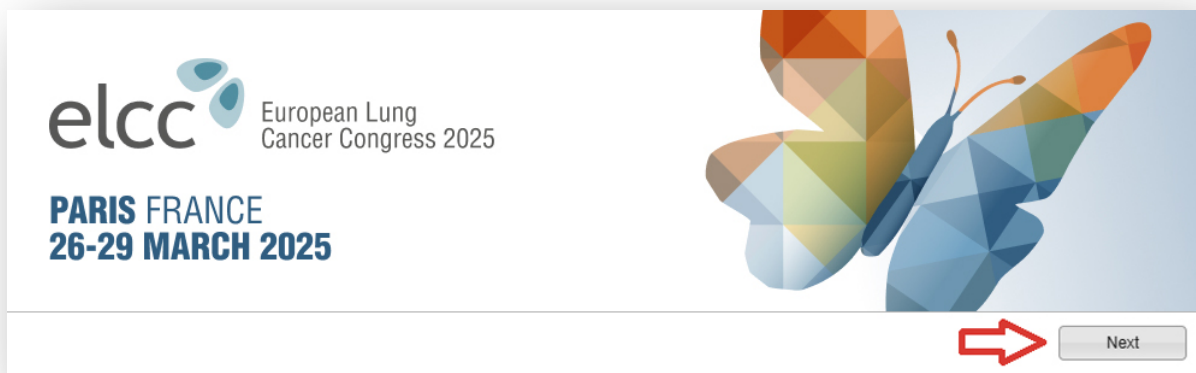 elcc
European Lung
Cancer Congress 2025
PARIS FRANCE
26-29 MARCH 2025
Next